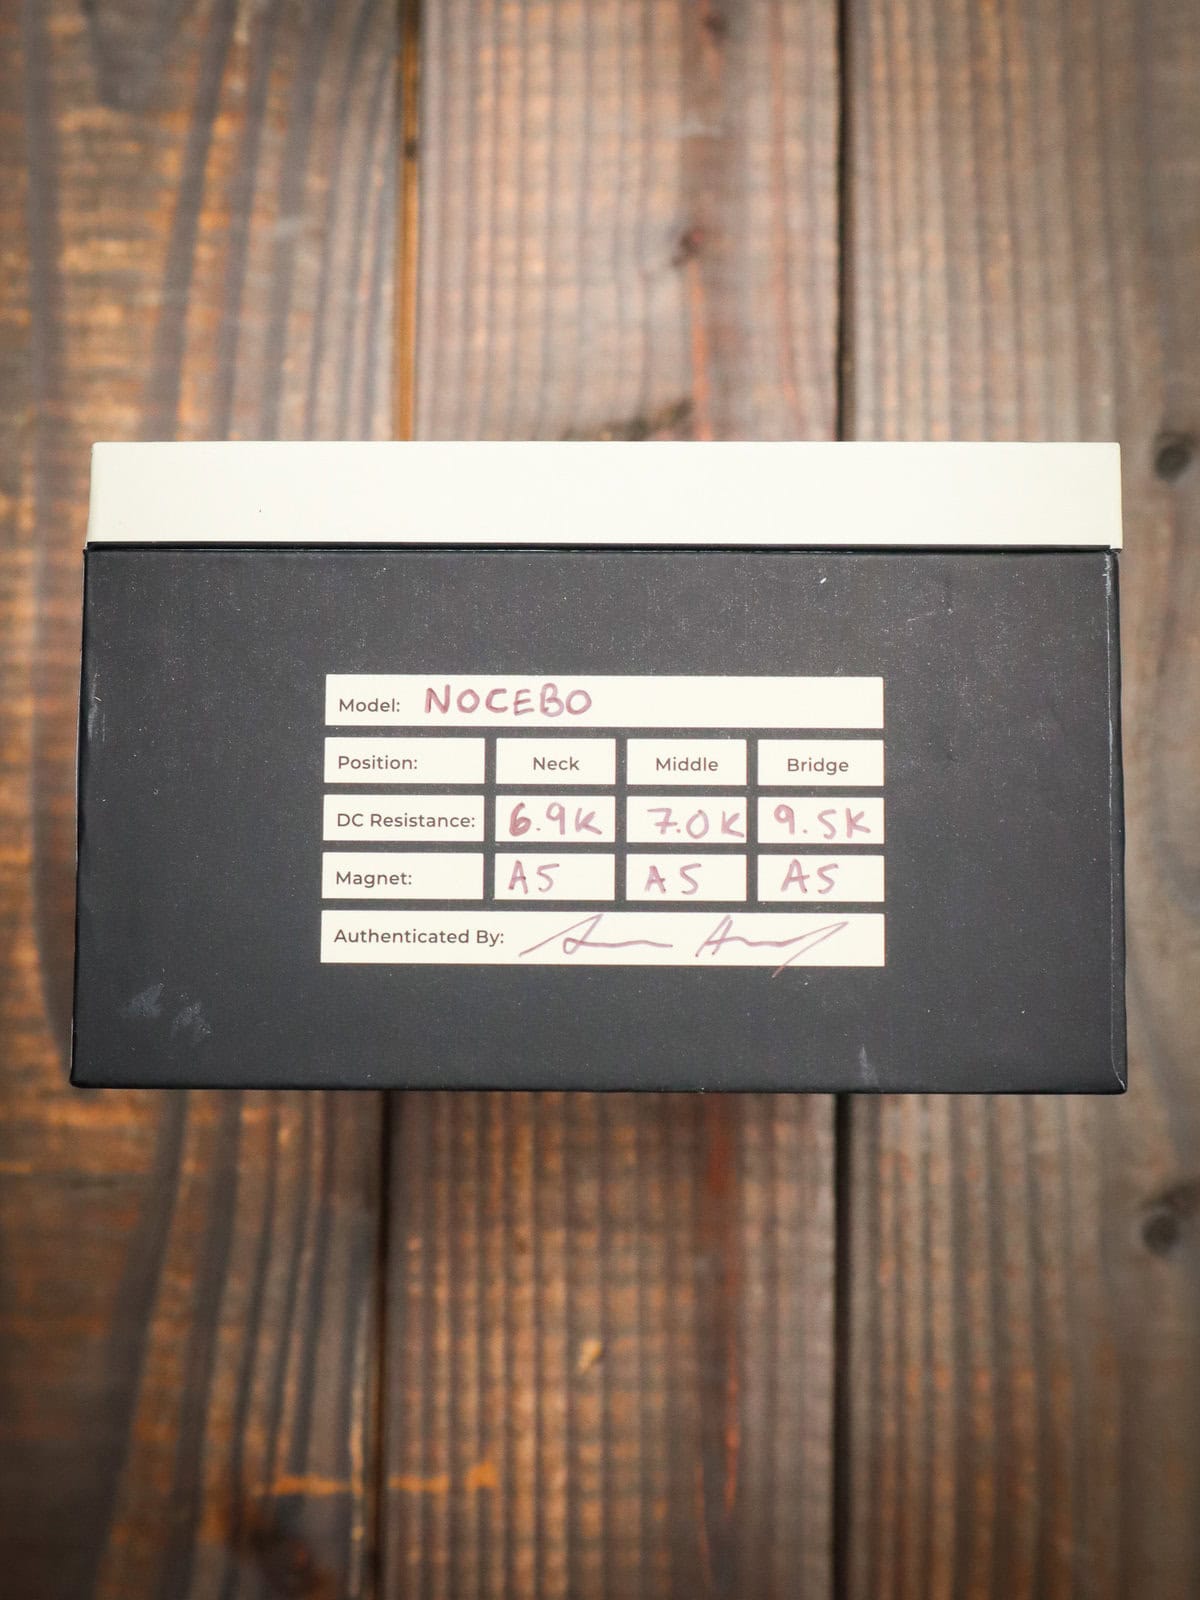 Model: NOCEBO
Position: Neck Middle Bridge
DC Resistance: 6.9K 7.0K 9.5K
Magnet: A5 A5 A5
Authenticated By: